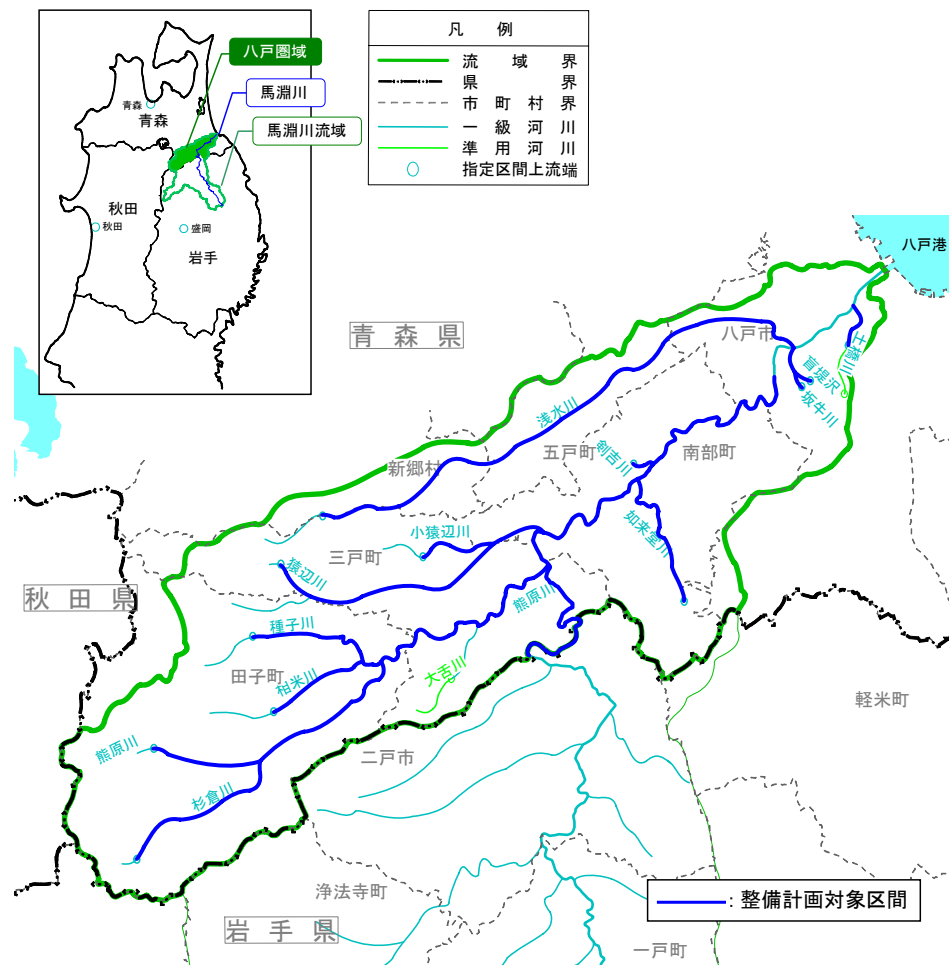 八戸圏域
馬淵川
馬淵川流域
青森
青森
秋田
秋田
盛岡
岩手
凡 例
流域界
県界
市町村界
一級河川
準用河川
指定区間上流端
八戸港
青森県
八戸市
土橋川
盲堤沢
坂牛川
浅水川
五戸町
剣吉川
南部町
新郷村
小猿辺川
如来堂川
三戸町
猿辺川
秋田県
熊原川
種子川
田子町
相米川
大舌川
軽米町
熊原川
二戸市
杉倉川
浄法寺町
:整備計画対象区間
岩手県
一戸町